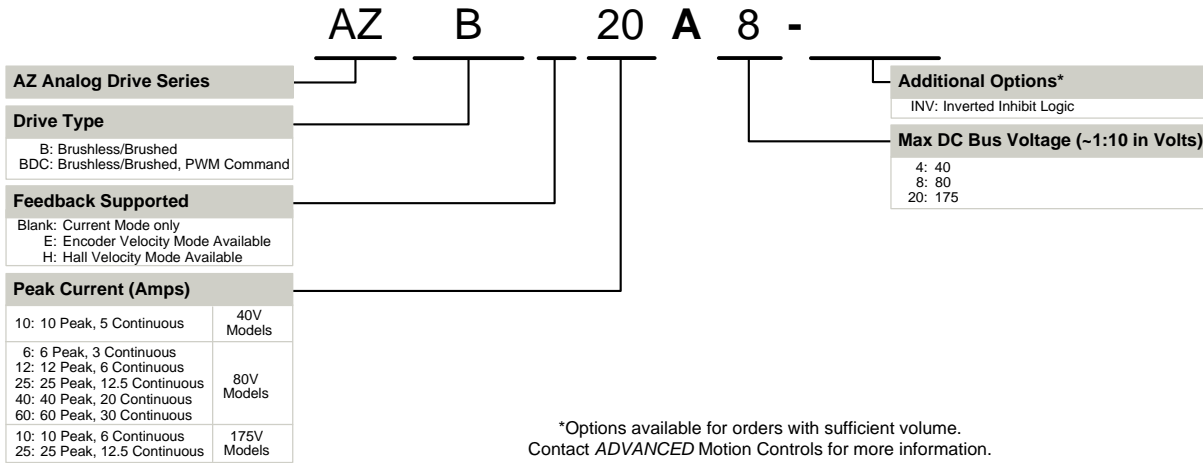 AZ B 20 A 8 -
AZ Analog Drive Series
Drive Type
B: Brushless/Brushed
BDC: Brushless/Brushed, PWM Command
Feedback Supported
Blank: Current Mode only
E: Encoder Velocity Mode Available
H: Hall Velocity Mode Available
Peak Current (Amps)
10: 10 Peak, 5 Continuous
40V
Models
6: 6 Peak, 3 Continuous
12: 12 Peak, 6 Continuous
25: 25 Peak, 12.5 Continuous
40: 40 Peak, 20 Continuous
60: 60 Peak, 30 Continuous
80V
Models
10: 10 Peak, 6 Continuous
25: 25 Peak, 12.5 Continuous
175V
Models
Additional Options*
INV: Inverted Inhibit Logic
Max DC Bus Voltage (~1:10 in Volts)
4: 40
8: 80
20: 175
*Options available for orders with sufficient volume.
Contact ADVANCED Motion Controls for more information.